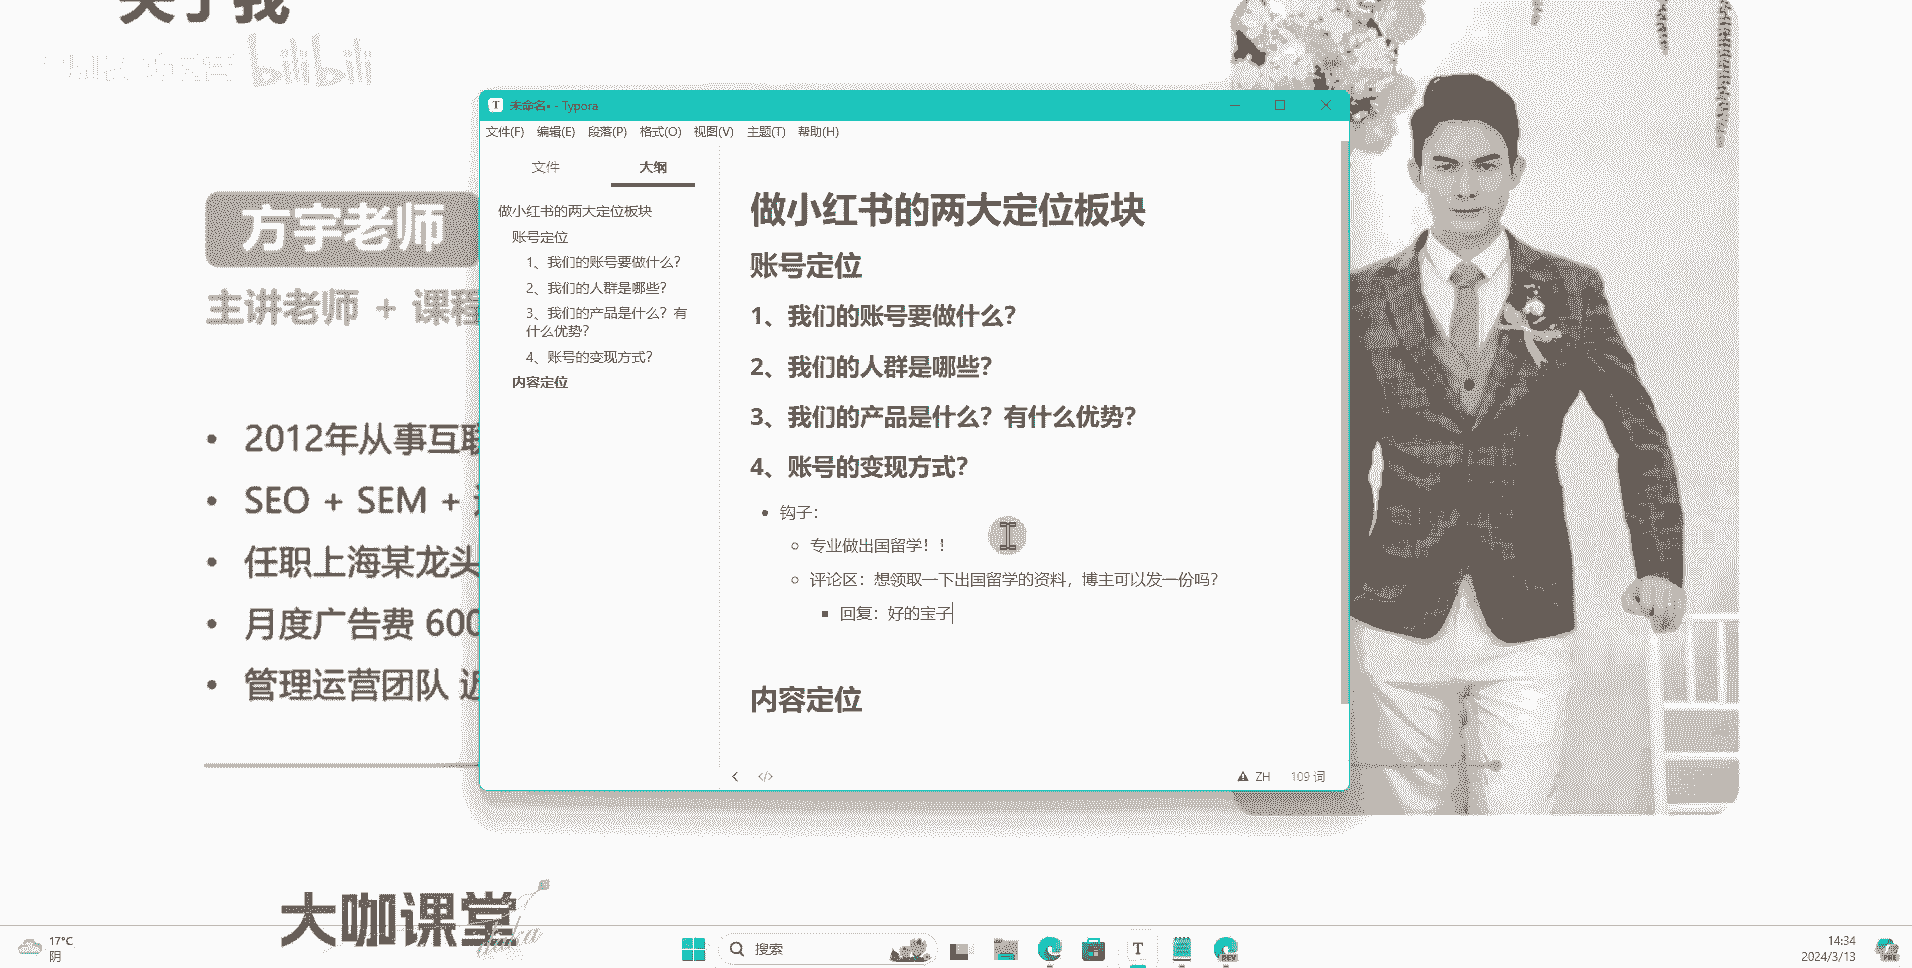 关于我
bilibili
未命名• - Typora
文件(F) 编辑(E) 段落(P) 格式(O) 视图(V) 主题(T) 帮助(H)
文件 大纲
做小红书的两大定位板块
账号定位
1、我们的账号要做什么？
2、我们的人群是哪些？
3、我们的产品是什么？有
什么优势？
4、账号的变现方式？
内容定位
做小红书的两大定位板块
账号定位
1、我们的账号要做什么？
2、我们的人群是哪些？
3、我们的产品是什么？有什么优势？
4、账号的变现方式？
• 钩子：
专业做出国留学！！
评论区：想领取一下出国留学的资料，博主可以发一份吗？
回复：好的宝子
内容定位
ZH 109 词
方宇老师
主讲老师 + 课程
• 2012年从事互联
• SEO + SEM +
• 任职上海某龙头
• 月度广告费 600
• 管理运营团队 近
大咖课堂
17°C
阴
搜索
14:34
2024/3/13